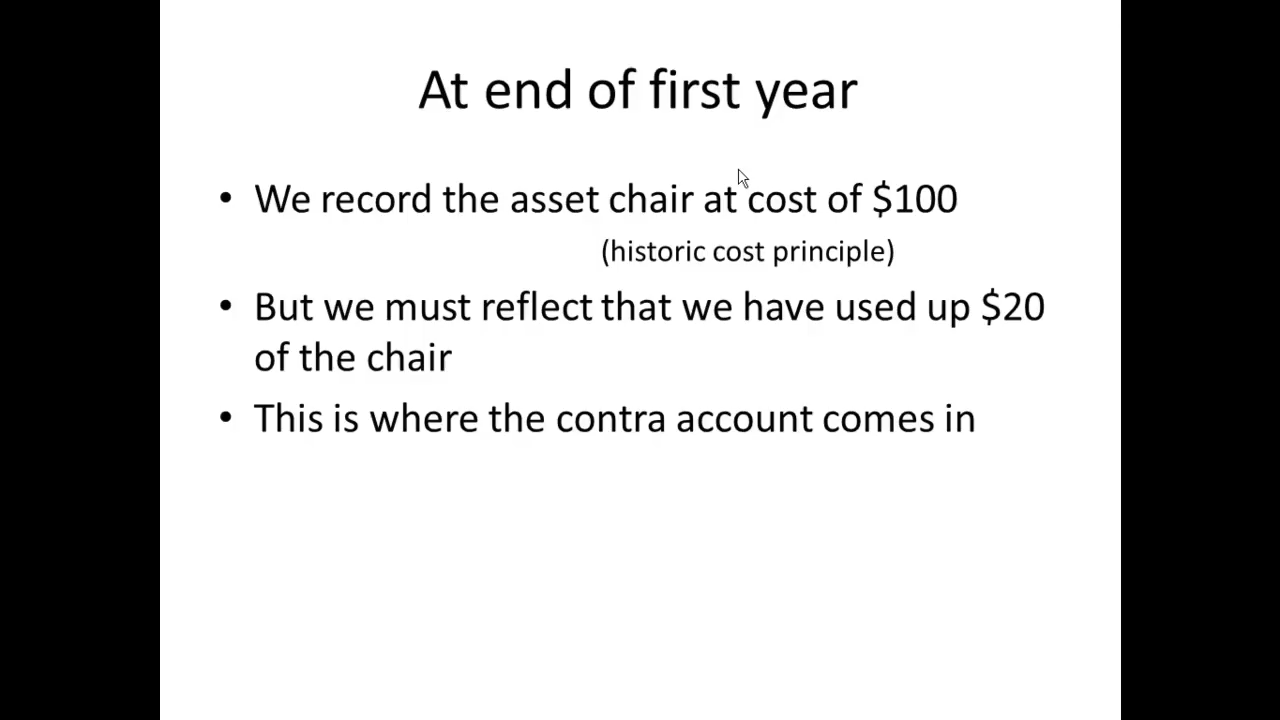 At end of first year
• We record the asset chair at cost of $100
(historic cost principle)
• But we must reflect that we have used up $20
of the chair
• This is where the contra account comes in